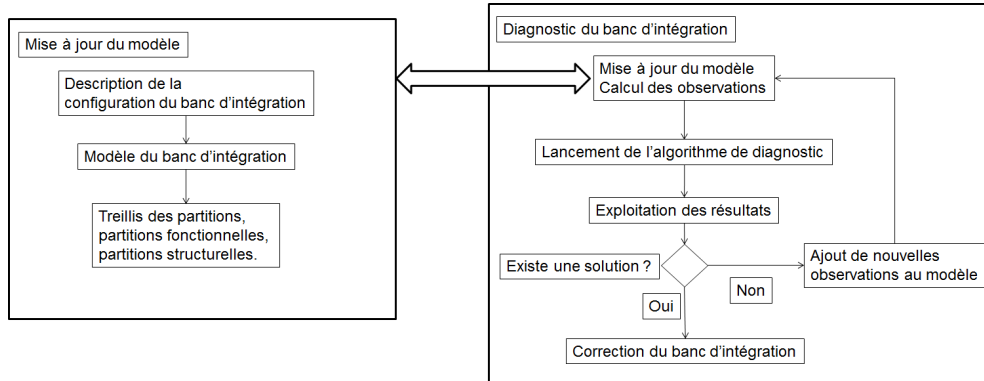 Mise à jour du modèle
Description de la
configuration du banc d'intégration
Modèle du banc d'intégration
Treillis des partitions,
partitions fonctionnelles,
partitions structurelles.
Diagnostic du banc d'intégration
Mise à jour du modèle
Calcul des observations
Lancement de l'algorithme de diagnostic
Exploitation des résultats
Existe une solution ?
Non
Ajout de nouvelles
observations au modèle
Oui
Correction du banc d'intégration